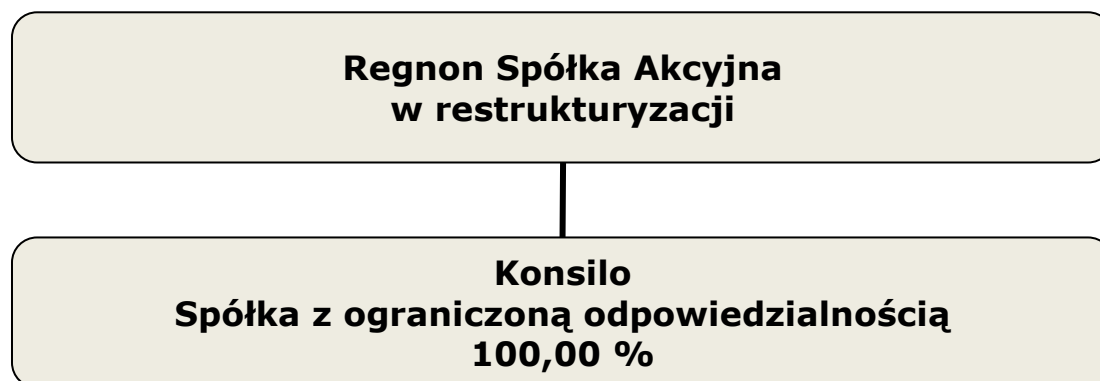 Regnon Spółka Akcyjna
w restrukturyzacji
Konsilo
Spółka z ograniczoną odpowiedzialnością
100,00 %